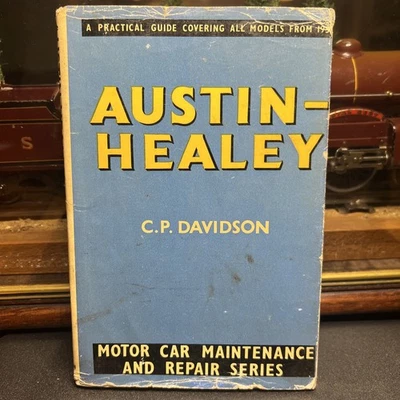 A PRACTICAL GUIDE COVERING ALL MODELS FROM
AUSTIN-
HEALEY
C.P. DAVIDSON
MOTOR CAR MAINTENANCE
AND REPAIR SERIES
S